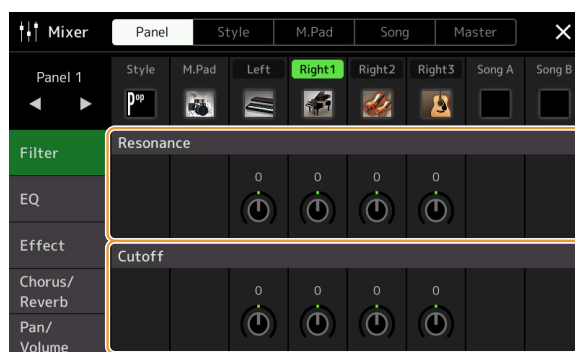 Mixer
Panel Style M.Pad Song Master
Panel 1
Style M.Pad Left Right1 Right2 Right3 Song A Song B
Pop
Filter
Resonance
0 0 0 0
EQ
Effect
Cutoff
Chorus/
Reverb
0 0 0 0
Pan/
Volume